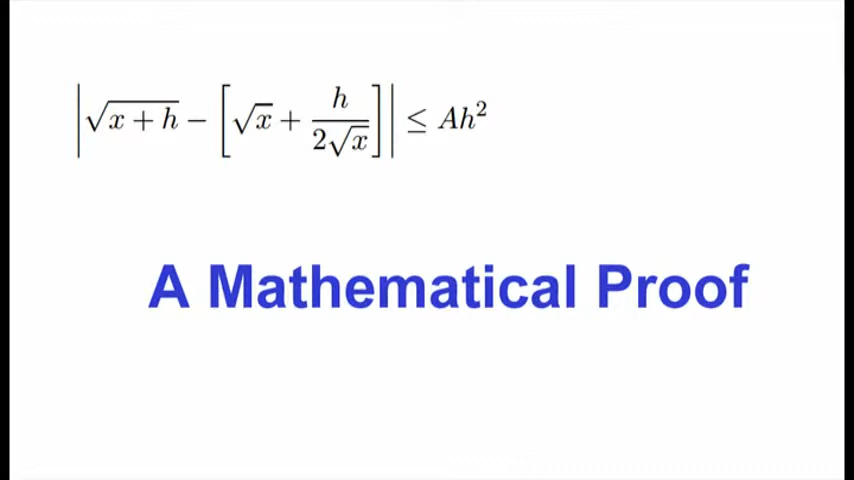 |√(x + h) − [√x + h/(2√x)]| ≤ Ah²
A Mathematical Proof